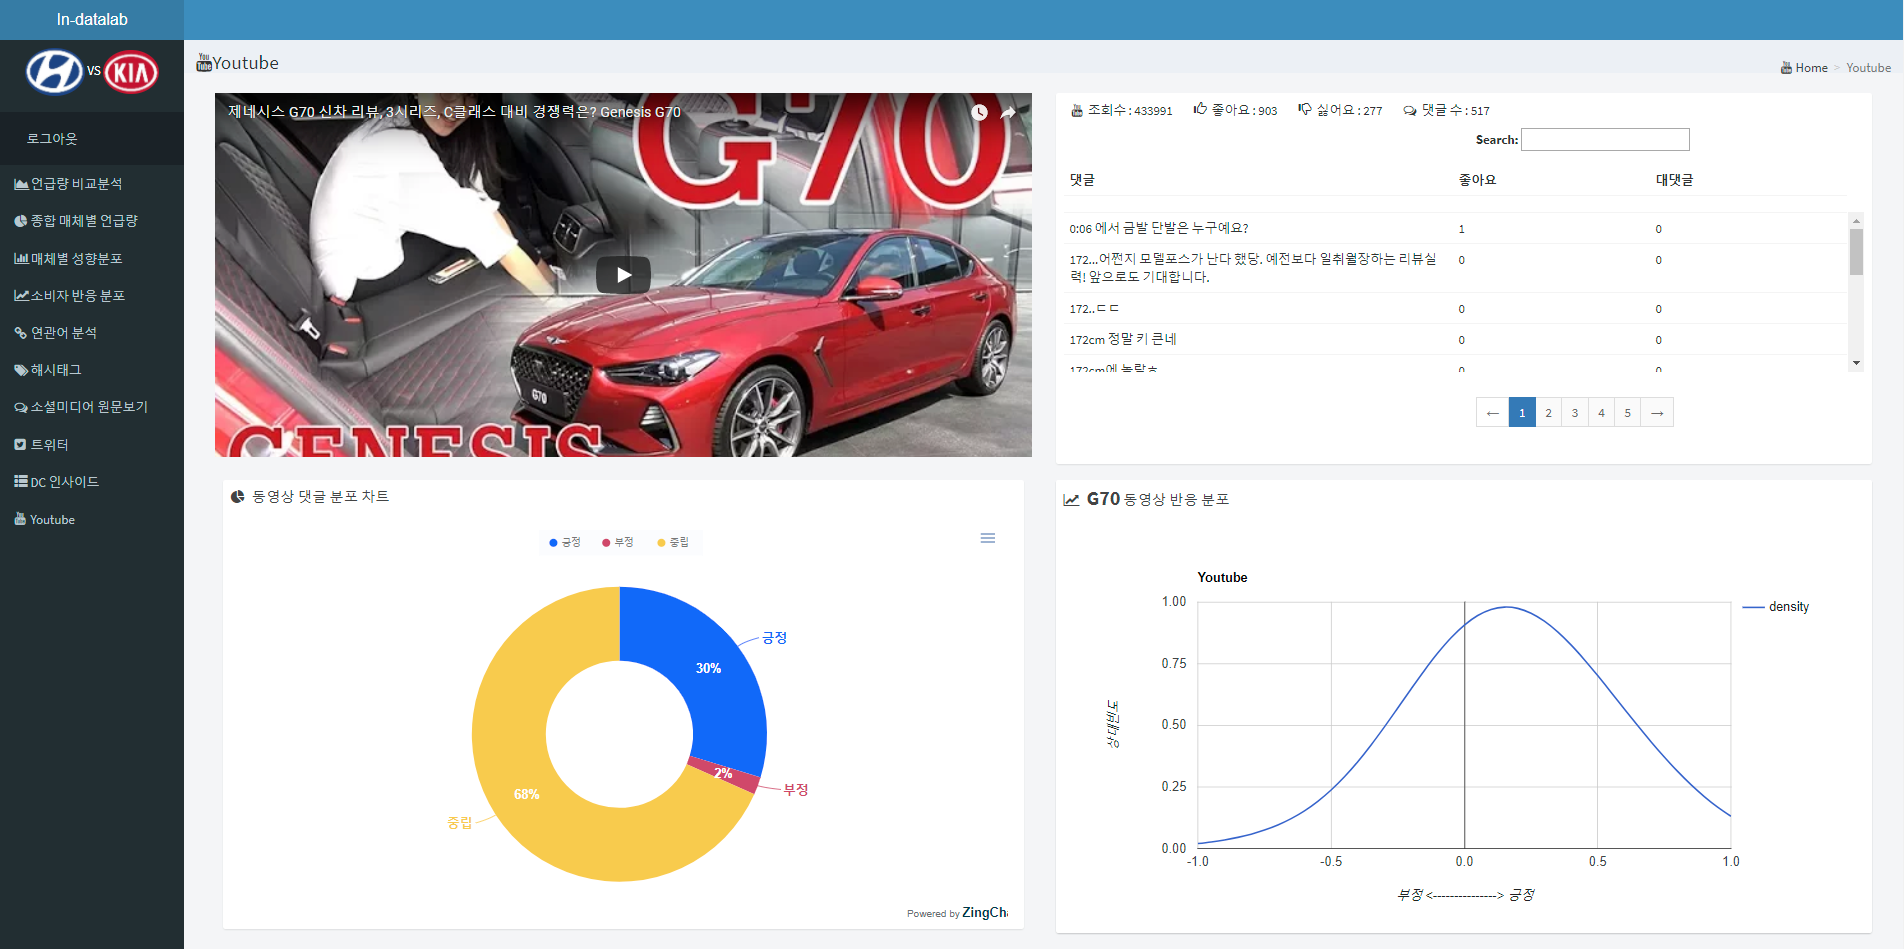 In-datalab
VS KIA
로그아웃
언급량 비교분석
종합 매체별 언급량
매체별 성향분포
소비자 반응 분포
연관어 분석
해시태그
소셜미디어 원문보기
트위터
DC 인사이드
Youtube
You Tube Youtube
Home > Youtube
제네시스 G70 신차 리뷰, 3시리즈, C클래스 대비 경쟁력은? Genesis G70
G70
G70
GENESIS
조회수 : 433991 좋아요 : 903 싫어요 : 277 댓글 수 : 517
Search:
댓글 좋아요 대댓글
0:06 에서 금발 단발은 누구예요? 1 0
172...어쩐지 모델포스가 난다 했당. 예전보다 일취월장하는 리뷰실 0 0
력! 앞으로도 기대합니다.
172..ㄷㄷ 0 0
172cm 정말 키 큰네 0 0
172cm에 놀람ㅎ 0 0
← 1 2 3 4 5 →
동영상 댓글 분포 차트
긍정 부정 중립
긍정
30%
2%
부정
68%
중립
Powered by ZingCha
G70 동영상 반응 분포
Youtube
density
1.00
0.75
0.50
0.25
0.00
상대빈도
-1.0 -0.5 0.0 0.5 1.0
부정 <---------------> 긍정